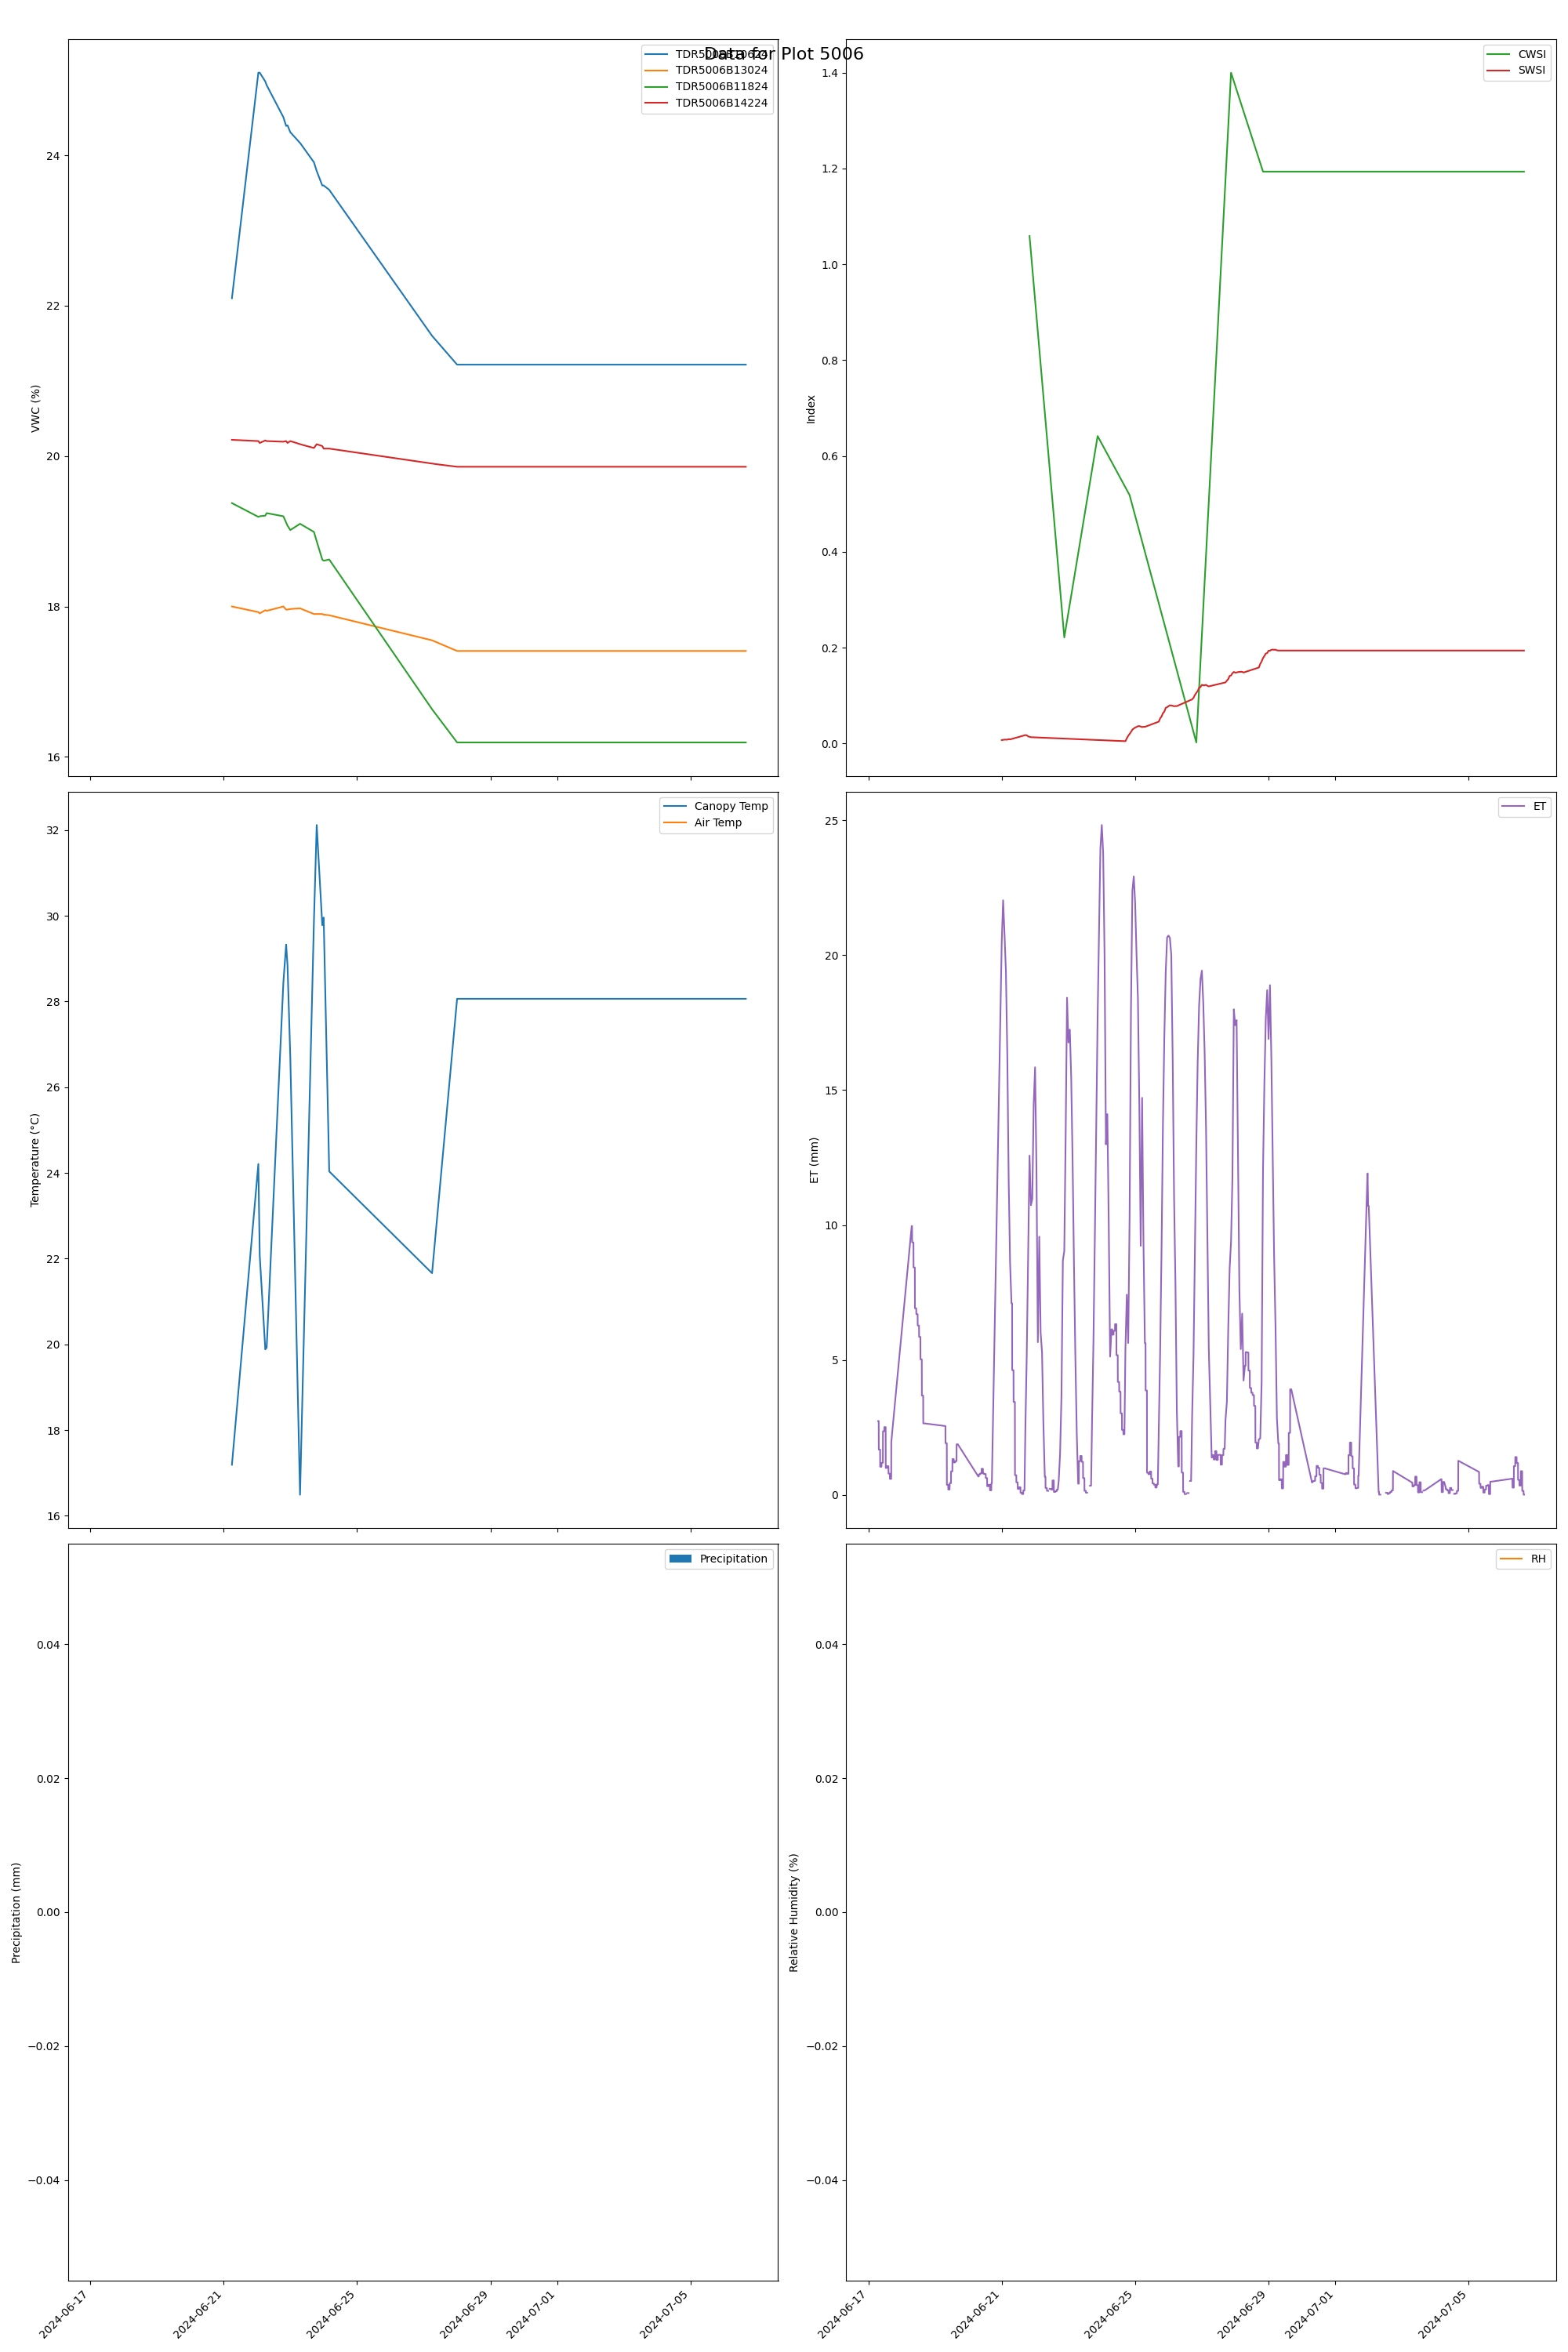 Data for Plot 5006
TDR5006B10624
TDR5006B13024
TDR5006B11824
TDR5006B14224
24
22
20
18
16
VWC (%)
CWSI
SWSI
1.4
1.2
1.0
0.8
0.6
0.4
0.2
0.0
Index
Canopy Temp
Air Temp
32
30
28
26
24
22
20
18
16
Temperature (°C)
ET
25
20
15
10
5
0
ET (mm)
Precipitation
0.04
0.02
0.00
−0.02
−0.04
Precipitation (mm)
2024-06-17
2024-06-21
2024-06-25
2024-06-29
2024-07-01
2024-07-05
RH
0.04
0.02
0.00
−0.02
−0.04
Relative Humidity (%)
2024-06-17
2024-06-21
2024-06-25
2024-06-29
2024-07-01
2024-07-05